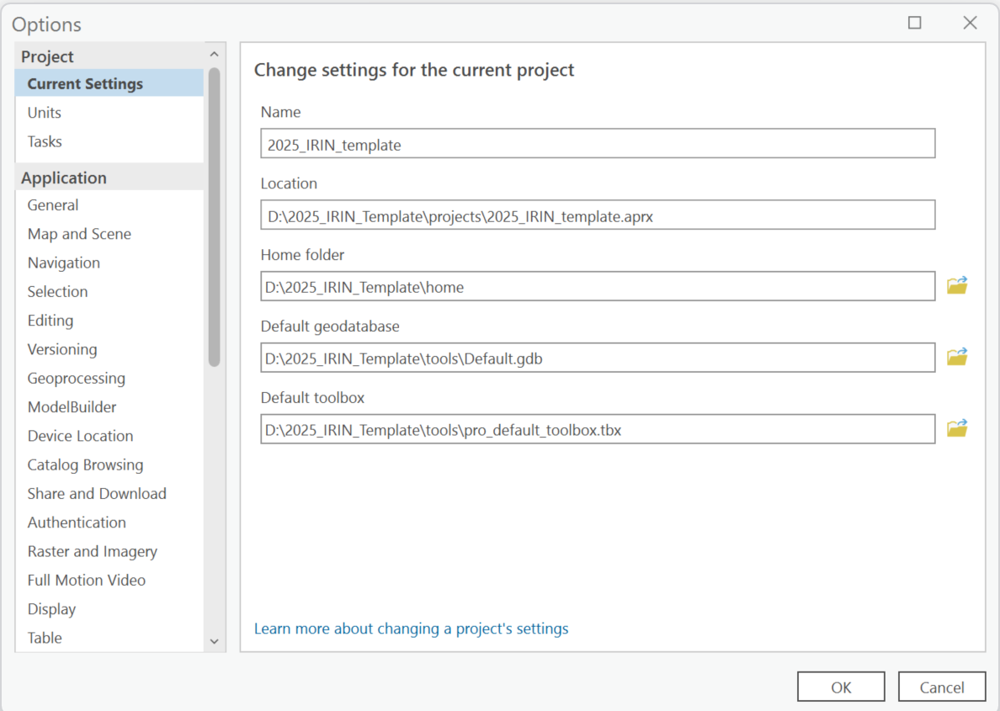 Options
Project
Current Settings
Units
Tasks
Application
General
Map and Scene
Navigation
Selection
Editing
Versioning
Geoprocessing
ModelBuilder
Device Location
Catalog Browsing
Share and Download
Authentication
Raster and Imagery
Full Motion Video
Display
Table
Change settings for the current project
Name
2025_IRIN_template
Location
D:\2025_IRIN_Template\projects\2025_IRIN_template.aprx
Home folder
D:\2025_IRIN_Template\home
Default geodatabase
D:\2025_IRIN_Template\tools\Default.gdb
Default toolbox
D:\2025_IRIN_Template\tools\pro_default_toolbox.tbx
Learn more about changing a project's settings
OK
Cancel